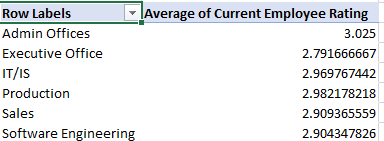 Row Labels Average of Current Employee Rating
Admin Offices 3.025
Executive Office 2.791666667
IT/IS 2.969767442
Production 2.982178218
Sales 2.909365559
Software Engineering 2.904347826